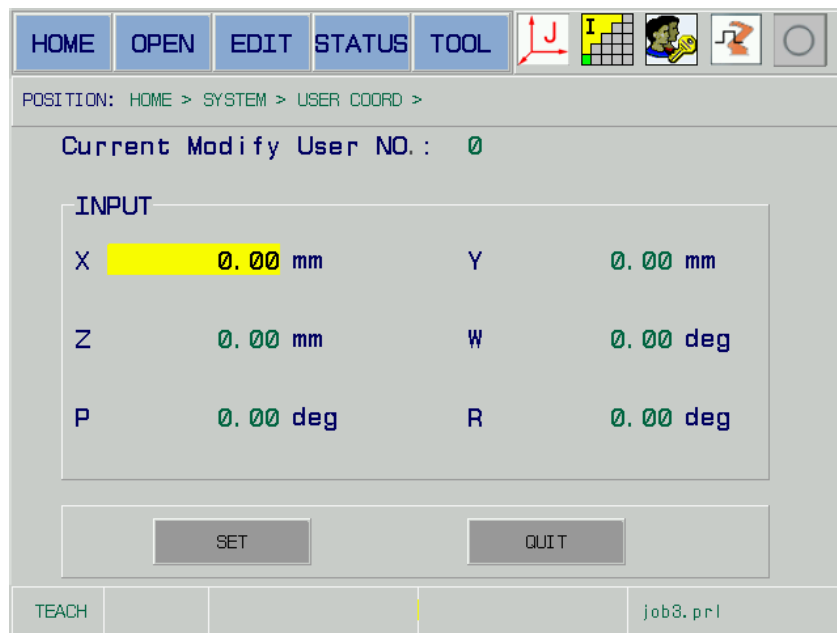 HOME OPEN EDIT STATUS TOOL J I
POSITION: HOME > SYSTEM > USER COORD >
Current Modify User NO.: 0
INPUT
X 0.00 mm Y 0.00 mm
Z 0.00 mm W 0.00 deg
P 0.00 deg R 0.00 deg
SET QUIT
TEACH job3.prl